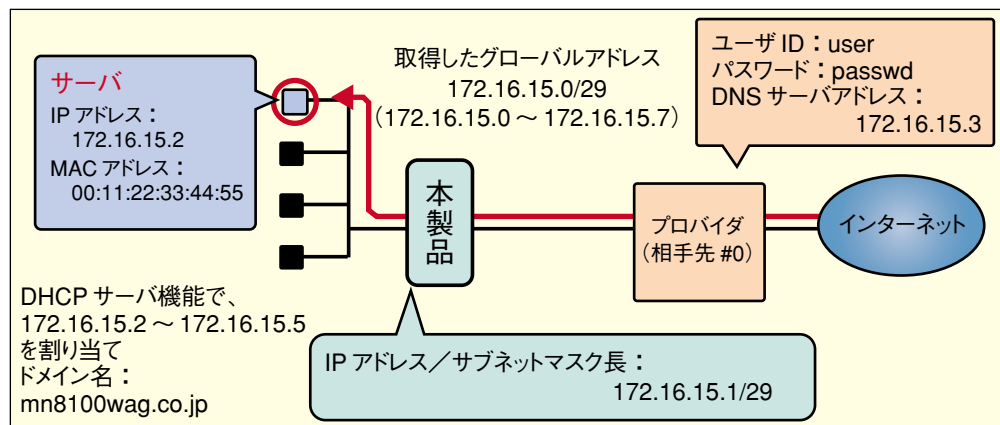 サーバ
IP アドレス：
172.16.15.2
MAC アドレス：
00:11:22:33:44:55
取得したグローバルアドレス
172.16.15.0/29
（172.16.15.0 ～ 172.16.15.7）
ユーザ ID：user
パスワード：passwd
DNS サーバアドレス：
172.16.15.3
本製品
プロバイダ
（相手先 #0）
インターネット
DHCP サーバ機能で、
172.16.15.2 ～ 172.16.15.5
を割り当て
ドメイン名：
mn8100wag.co.jp
IP アドレス／サブネットマスク長：
172.16.15.1/29